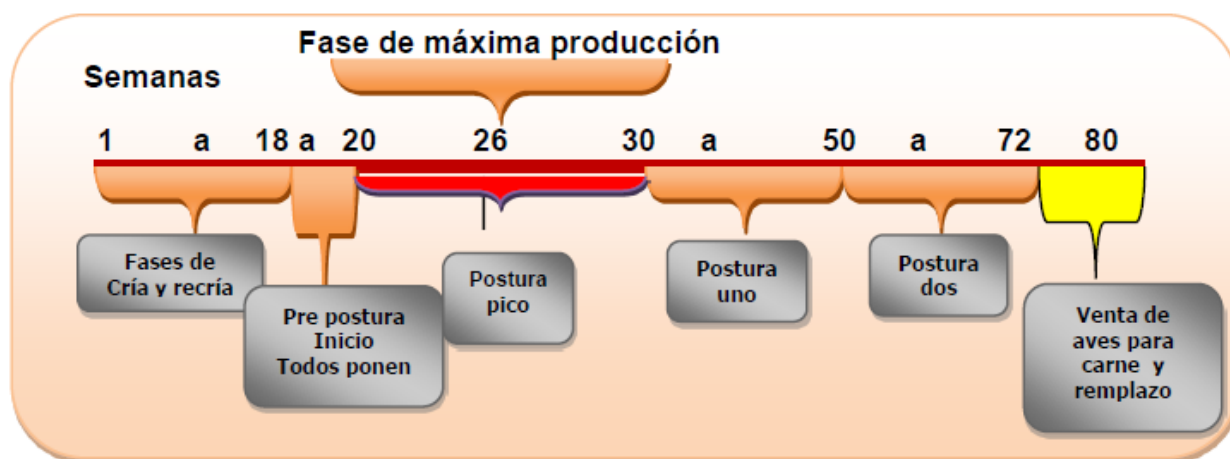 Fase de máxima producción
Semanas
1 a 18 a 20 26 30 a 50 a 72 80
Fases de
Cría y recría
Pre postura
Inicio
Todos ponen
Postura
pico
Postura
uno
Postura
dos
Venta de
aves para
carne y
remplazo